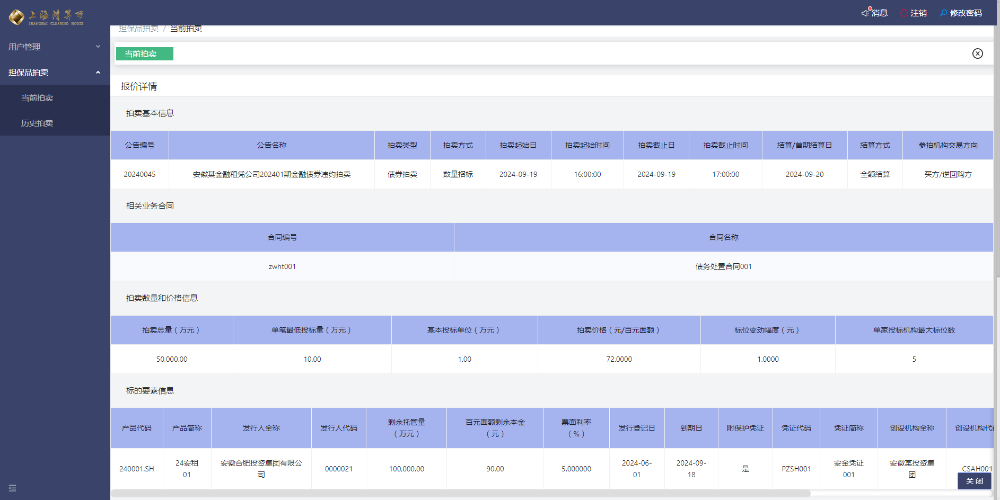 上海清算所
SHANGHAI CLEARING HOUSE
消息 注销 修改密码
用户管理
担保品拍卖
当前拍卖
历史拍卖
担保品拍卖 / 当前拍卖
当前拍卖
报价详情
拍卖基本信息
公告编号 公告名称 拍卖类型 拍卖方式 拍卖起始日 拍卖起始时间 拍卖截止日 拍卖截止时间 结算/首期结算日 结算方式 参拍机构交易方向
20240045 安徽某金融租凭公司202401期金融债券违约拍卖 债券拍卖 数量招标 2024-09-19 16:00:00 2024-09-19 17:00:00 2024-09-20 全额结算 买方/逆回购方
相关业务合同
合同编号 合同名称
zwht001 债务处置合同001
拍卖数量和价格信息
拍卖总量（万元） 单笔最低投标量（万元） 基本投标单位（万元） 拍卖价格（元/百元面额） 标位变动幅度（元） 单家投标机构最大标位数
50,000.00 10.00 1.00 72.0000 1.0000 5
标的要素信息
产品代码 产品简称 发行人全称 发行人代码 剩余托管量（万元） 百元面额剩余本金（元） 票面利率（%） 发行登记日 到期日 附保护凭证 凭证代码 凭证简称 创设机构全称 创设机构代
240001.SH 24安租01 安徽合肥投资集团有限公司 0000021 100,000.00 90.00 5.000000 2024-06-01 2024-09-18 是 PZSH001 安金凭证001 安徽某投资集团 CSAH001
关闭